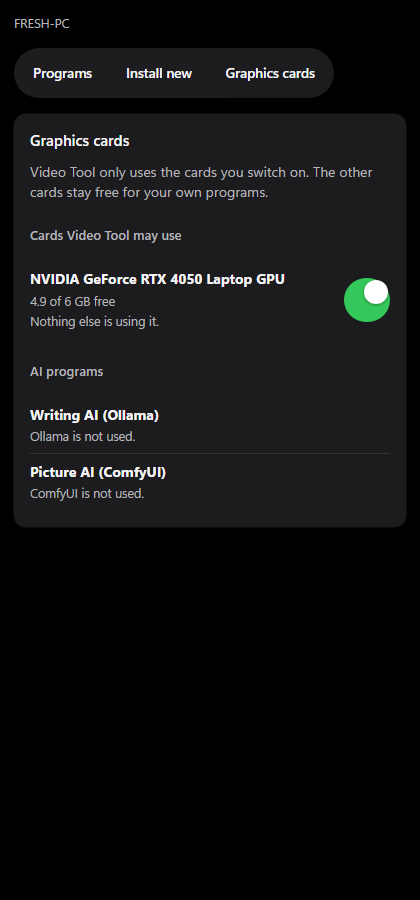 FRESH-PC
Programs
Install new
Graphics cards
Graphics cards
Video Tool only uses the cards you switch on. The other
cards stay free for your own programs.
Cards Video Tool may use
NVIDIA GeForce RTX 4050 Laptop GPU
4.9 of 6 GB free
Nothing else is using it.
AI programs
Writing AI (Ollama)
Ollama is not used.
Picture AI (ComfyUI)
ComfyUI is not used.